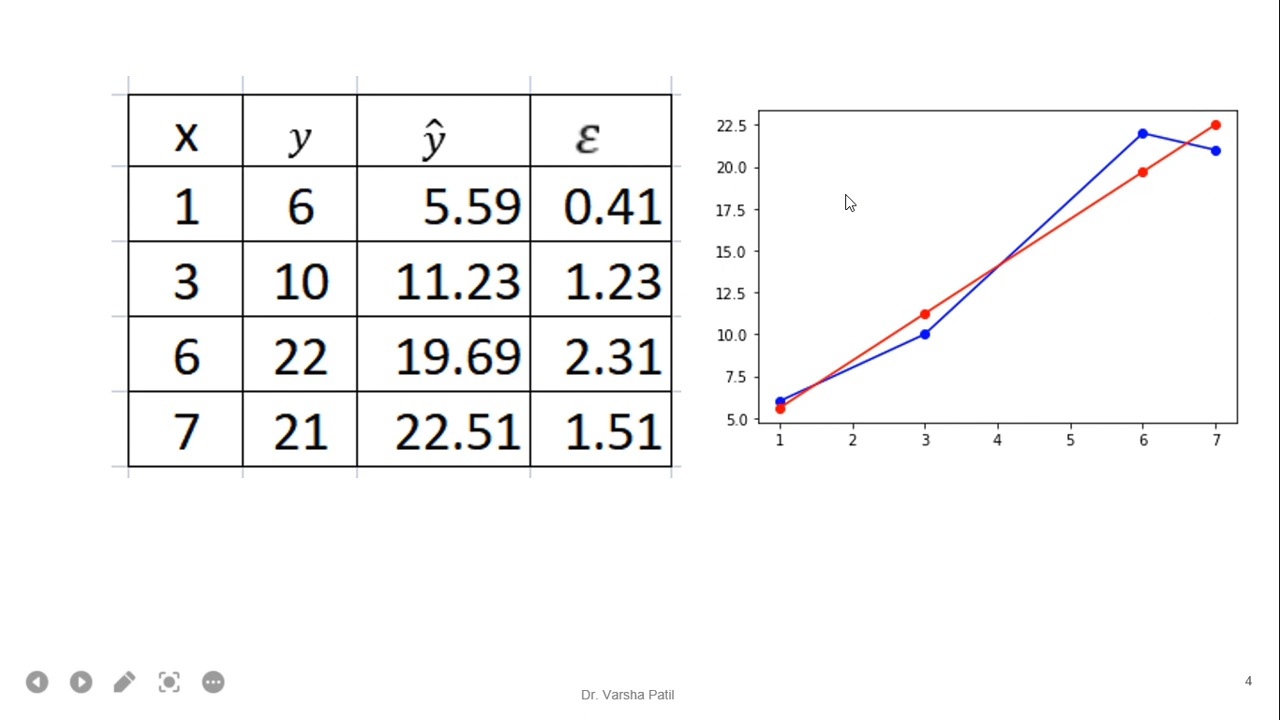 X y ŷ ε
1 6 5.59 0.41
3 10 11.23 1.23
6 22 19.69 2.31
7 21 22.51 1.51
22.5
20.0
17.5
15.0
12.5
10.0
7.5
5.0
1 2 3 4 5 6 7
Dr. Varsha Patil
4